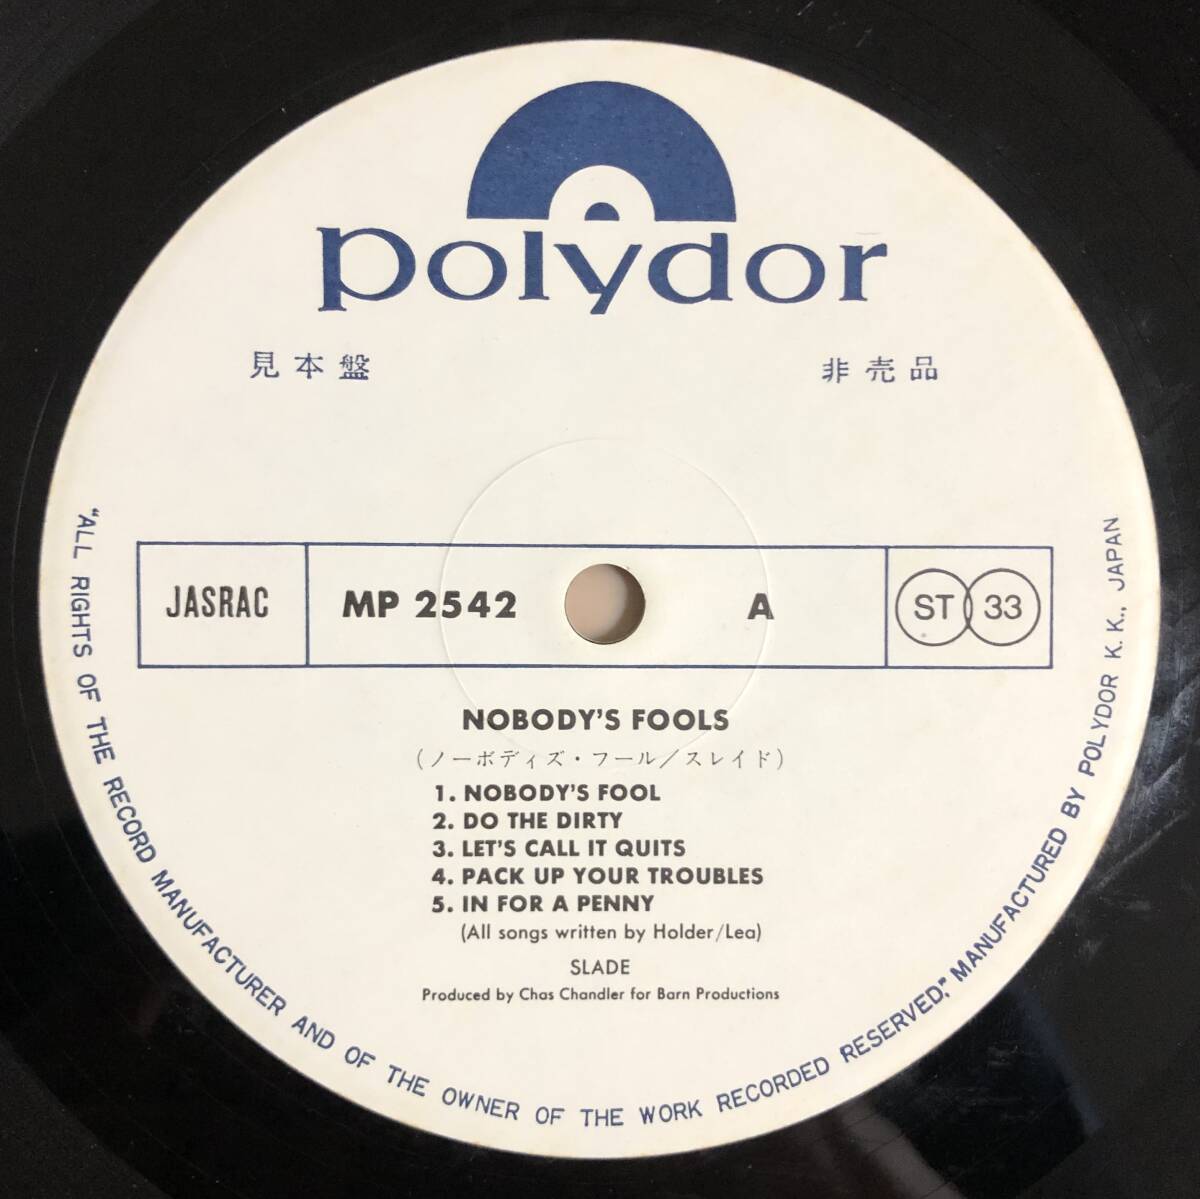 polydor
見本盤 非売品
JASRAC MP 2542 A ST 33
NOBODY'S FOOLS
(ノーボディズ・フール/スレイド)
1. NOBODY'S FOOL
2. DO THE DIRTY
3. LET'S CALL IT QUITS
4. PACK UP YOUR TROUBLES
5. IN FOR A PENNY
(All songs written by Holder/Lea)
SLADE
Produced by Chas Chandler for Barn Productions
"ALL RIGHTS OF THE RECORD MANUFACTURER AND OF THE OWNER OF THE WORK RECORDED RESERVED," MANUFACTURED BY POLYDOR K.K., JAPAN